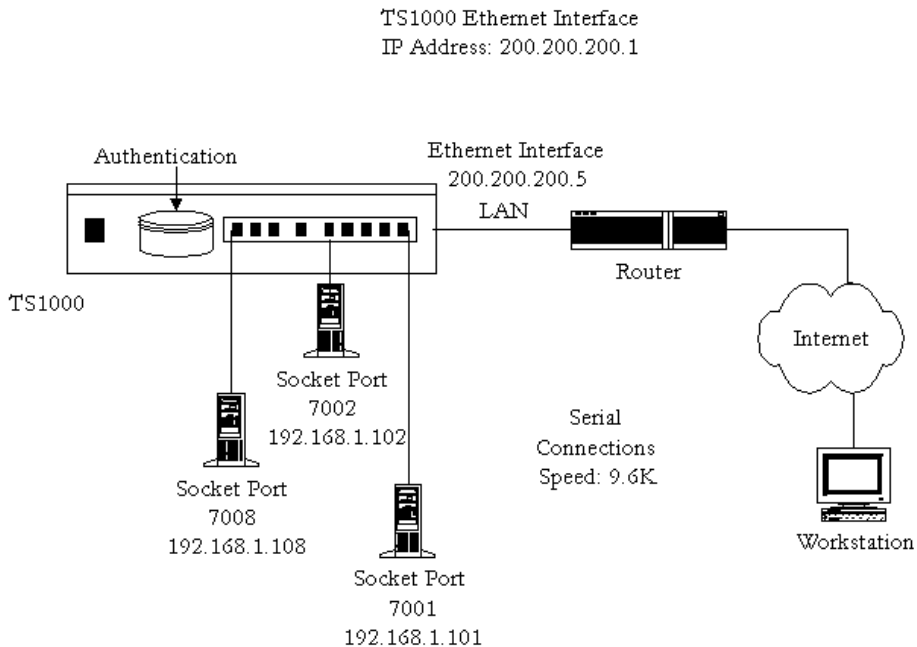 TS1000 Ethernet Interface
IP Address: 200.200.200.1
Authentication
Ethernet Interface
200.200.200.5
LAN
Router
TS1000
Internet
Socket Port
7002
192.168.1.102
Serial
Connections
Speed: 9.6K
Socket Port
7008
192.168.1.108
Workstation
Socket Port
7001
192.168.1.101